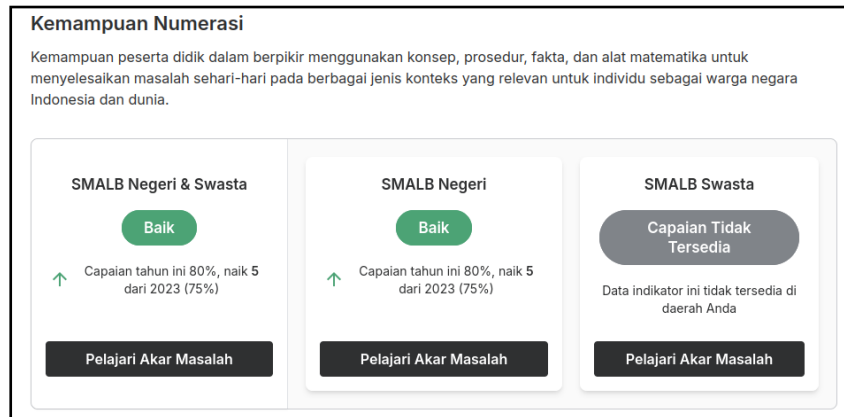 Kemampuan Numerasi
Kemampuan peserta didik dalam berpikir menggunakan konsep, prosedur, fakta, dan alat matematika untuk
menyelesaikan masalah sehari-hari pada berbagai jenis konteks yang relevan untuk individu sebagai warga negara
Indonesia dan dunia.
SMALB Negeri & Swasta
Baik
Capaian tahun ini 80%, naik 5
dari 2023 (75%)
Pelajari Akar Masalah
SMALB Negeri
Baik
Capaian tahun ini 80%, naik 5
dari 2023 (75%)
Pelajari Akar Masalah
SMALB Swasta
Capaian Tidak
Tersedia
Data indikator ini tidak tersedia di
daerah Anda
Pelajari Akar Masalah